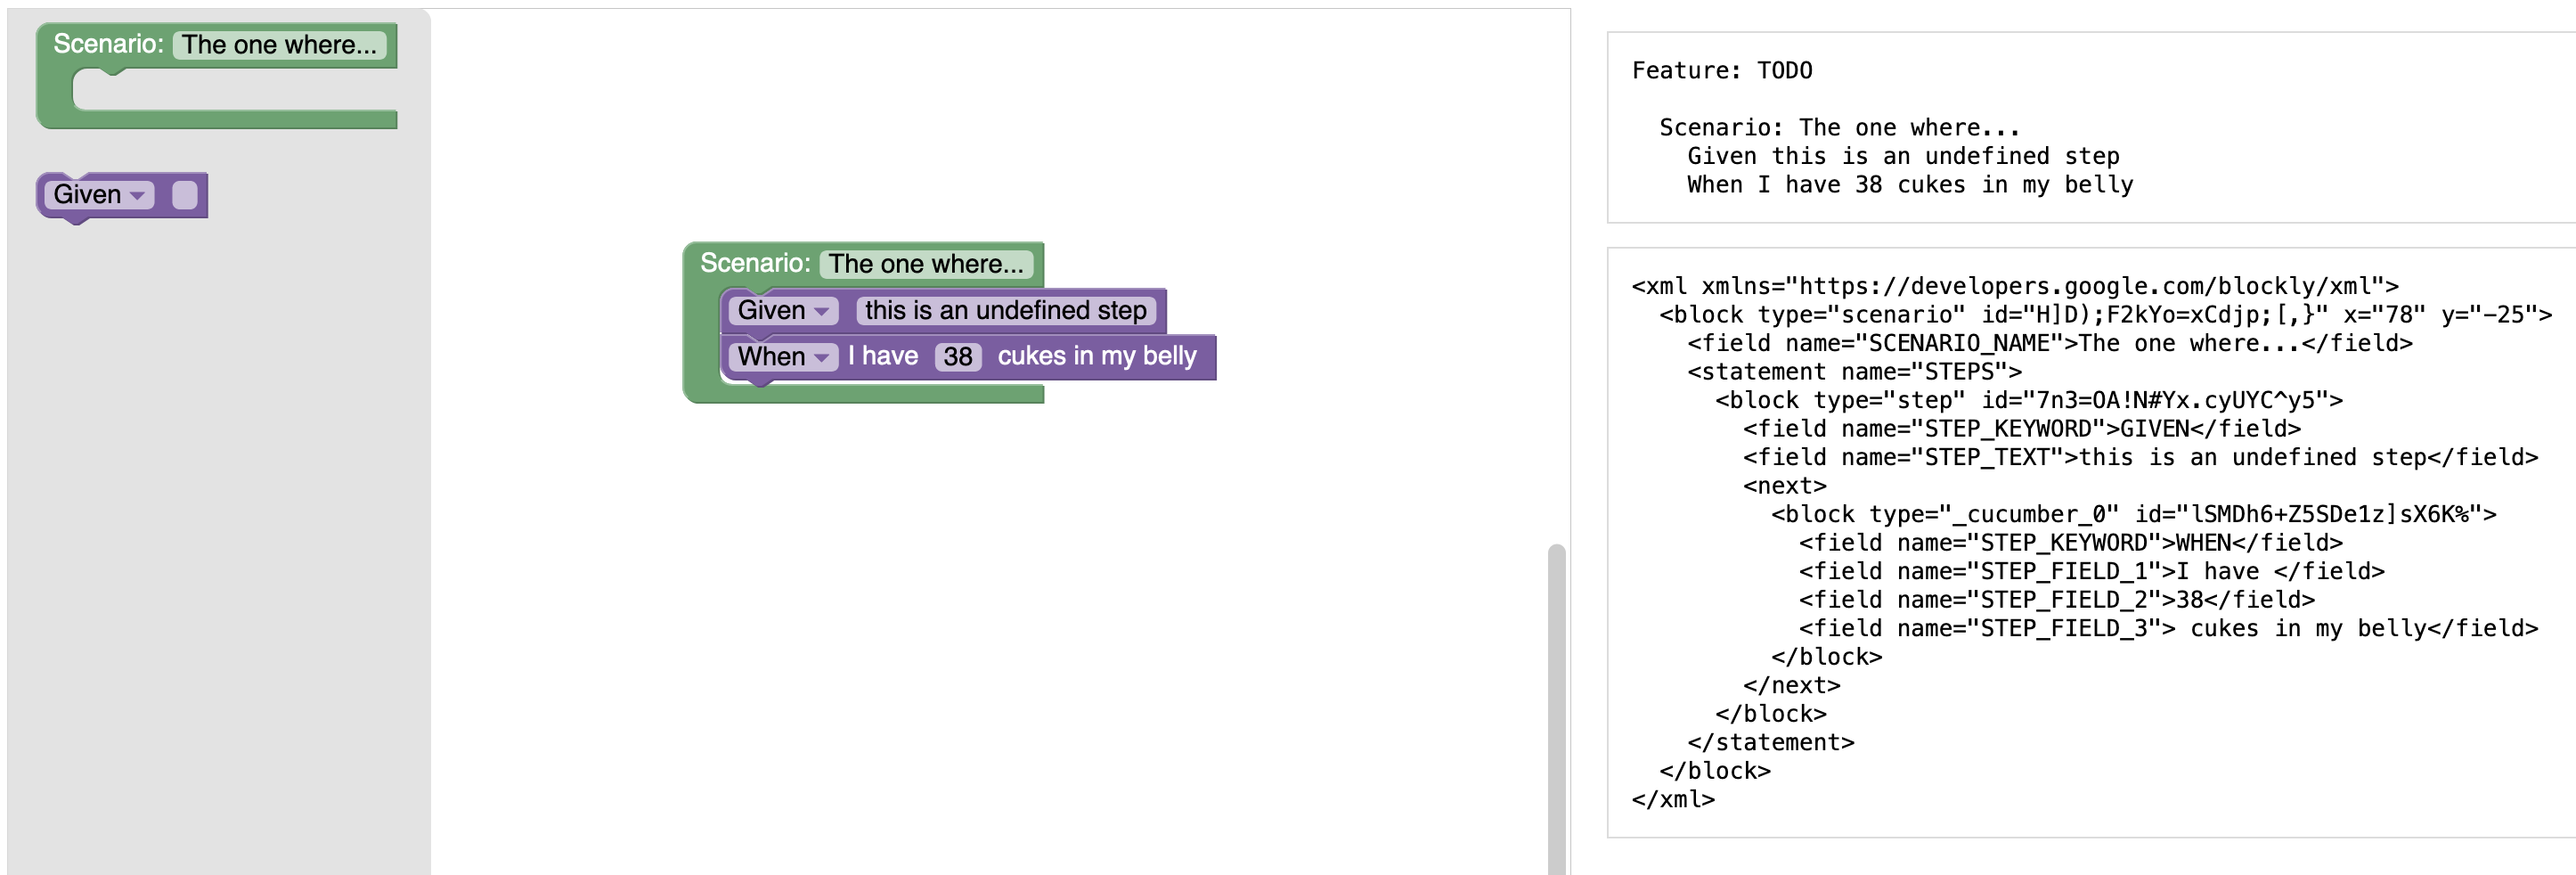 Scenario: The one where...
Given
Scenario: The one where...
Given this is an undefined step
When I have 38 cukes in my belly
Feature: TODO
  Scenario: The one where...
    Given this is an undefined step
    When I have 38 cukes in my belly
<xml xmlns="https://developers.google.com/blockly/xml">
  <block type="scenario" id="H]D);F2kYo=xCdjp;[,}" x="78" y="-25">
    <field name="SCENARIO_NAME">The one where...</field>
    <statement name="STEPS">
      <block type="step" id="7n3=OA!N#Yx.cyUYC^y5">
        <field name="STEP_KEYWORD">GIVEN</field>
        <field name="STEP_TEXT">this is an undefined step</field>
        <next>
          <block type="_cucumber_0" id="lSMDh6+Z5SDe1z]sX6K%">
            <field name="STEP_KEYWORD">WHEN</field>
            <field name="STEP_FIELD_1">I have </field>
            <field name="STEP_FIELD_2">38</field>
            <field name="STEP_FIELD_3"> cukes in my belly</field>
          </block>
        </next>
      </block>
    </statement>
  </block>
</xml>